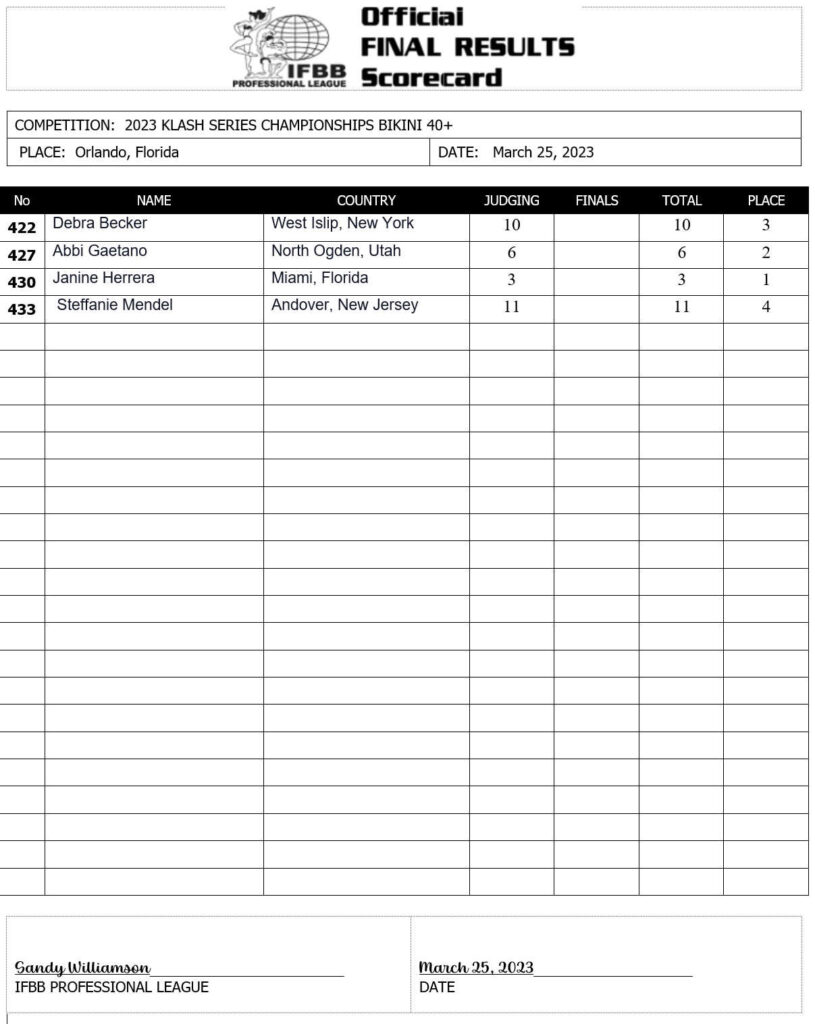 Official
FINAL RESULTS
Scorecard
IFBB
PROFESSIONAL LEAGUE
COMPETITION: 2023 KLASH SERIES CHAMPIONSHIPS BIKINI 40+
PLACE: Orlando, Florida DATE: March 25, 2023
No NAME COUNTRY JUDGING FINALS TOTAL PLACE
422 Debra Becker West Islip, New York 10 10 3
427 Abbi Gaetano North Ogden, Utah 6 6 2
430 Janine Herrera Miami, Florida 3 3 1
433 Steffanie Mendel Andover, New Jersey 11 11 4
Sandy Williamson March 25, 2023
IFBB PROFESSIONAL LEAGUE DATE